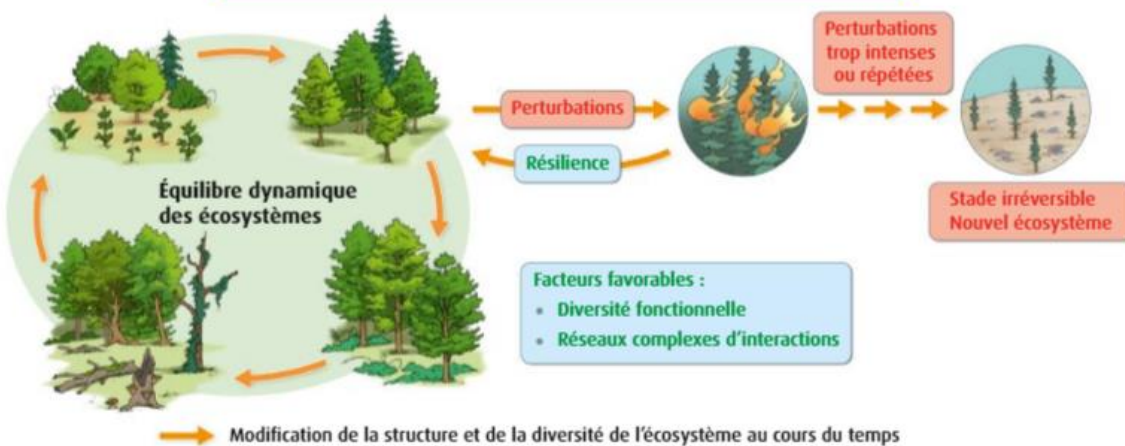 Perturbations
trop intenses
ou répétées
Perturbations
Résilience
Équilibre dynamique
des écosystèmes
Stade irréversible
Nouvel écosystème
Facteurs favorables :
• Diversité fonctionnelle
• Réseaux complexes d'interactions
Modification de la structure et de la diversité de l'écosystème au cours du temps